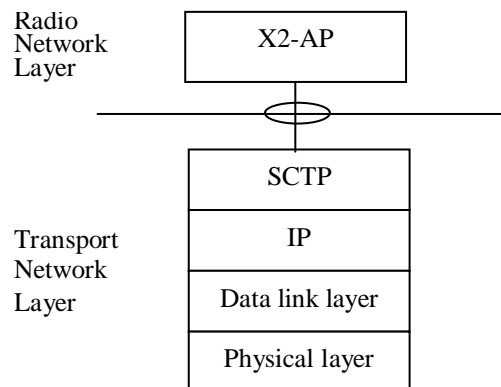 Radio
Network
Layer
X2-AP
SCTP
IP
Transport
Network
Layer
Data link layer
Physical layer